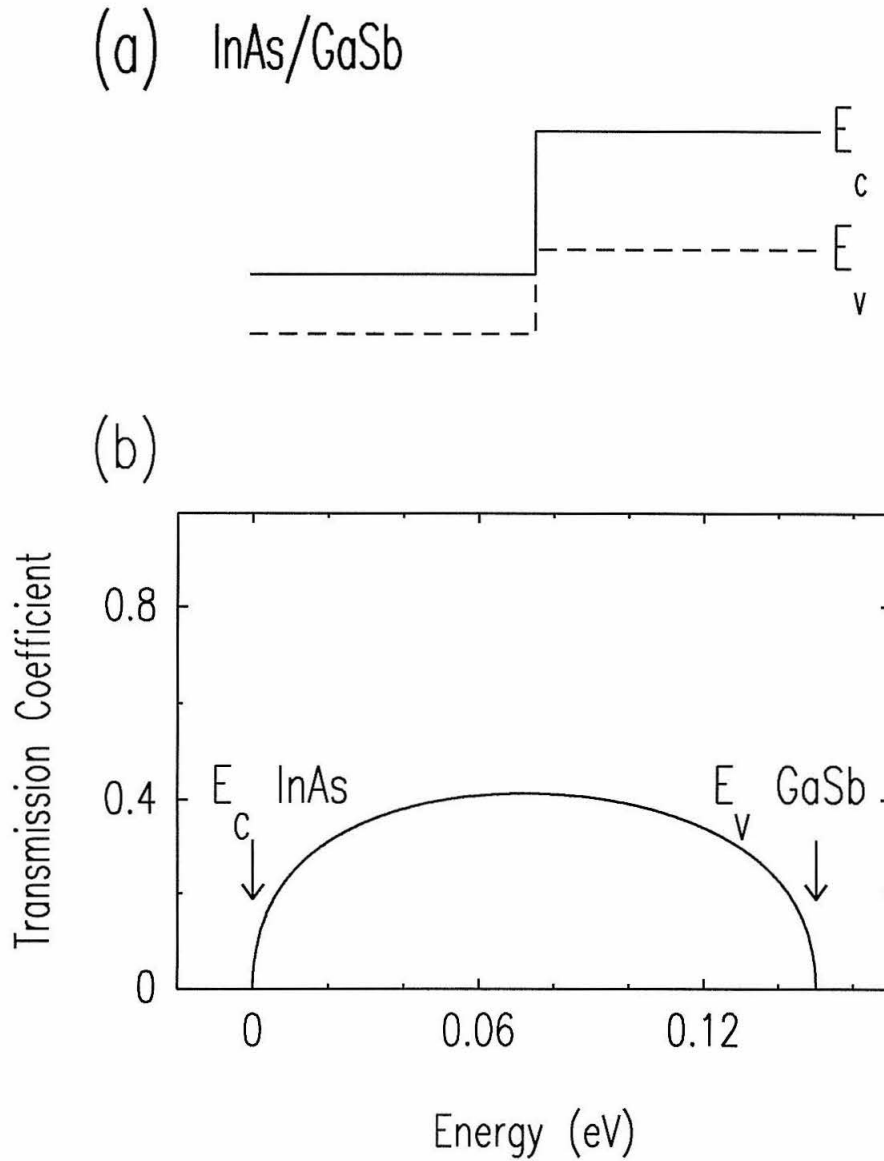 (a) InAs/GaSb
E
c
E
v
(b)
Transmission Coefficient
0.8
0.4
0
E InAs
c
E GaSb
v
0 0.06 0.12
Energy (eV)